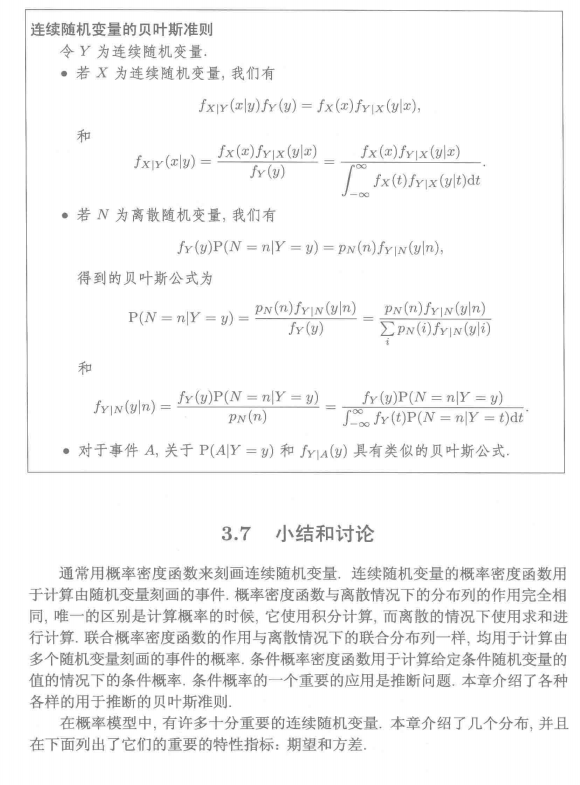 连续随机变量的贝叶斯准则
令 Y 为连续随机变量.
• 若 X 为连续随机变量, 我们有
f_{X|Y}(x|y)f_Y(y) = f_X(x)f_{Y|X}(y|x),
和
f_{X|Y}(x|y) = \frac{f_X(x)f_{Y|X}(y|x)}{f_Y(y)} = \frac{f_X(x)f_{Y|X}(y|x)}{\int_{-\infty}^{\infty} f_X(t)f_{Y|X}(y|t)dt}.
• 若 N 为离散随机变量, 我们有
f_Y(y)P(N = n|Y = y) = p_N(n)f_{Y|N}(y|n),
得到的贝叶斯公式为
P(N = n|Y = y) = \frac{p_N(n)f_{Y|N}(y|n)}{f_Y(y)} = \frac{p_N(n)f_{Y|N}(y|n)}{\sum_i p_N(i)f_{Y|N}(y|i)}
和
f_{Y|N}(y|n) = \frac{f_Y(y)P(N = n|Y = y)}{p_N(n)} = \frac{f_Y(y)P(N = n|Y = y)}{\int_{-\infty}^{\infty} f_Y(t)P(N = n|Y = t)dt}.
• 对于事件 A, 关于 P(A|Y = y) 和 f_{Y|A}(y) 具有类似的贝叶斯公式.
3.7 小结和讨论
通常用概率密度函数来刻画连续随机变量. 连续随机变量的概率密度函数用
于计算由随机变量刻画的事件. 概率密度函数与离散情况下的分布列的作用完全相
同, 唯一的区别是计算概率的时候, 它使用积分计算, 而离散的情况下使用求和进
行计算. 联合概率密度函数的作用与离散情况下的联合分布列一样, 均用于计算由
多个随机变量刻画的事件的概率. 条件概率密度函数用于计算给定条件随机变量的
值的情况下的条件概率. 条件概率的一个重要的应用是推断问题. 本章介绍了各种
各样的用于推断的贝叶斯准则.
在概率模型中, 有许多十分重要的连续随机变量. 本章介绍了几个分布, 并且
在下面列出了它们的重要的特性指标: 期望和方差.